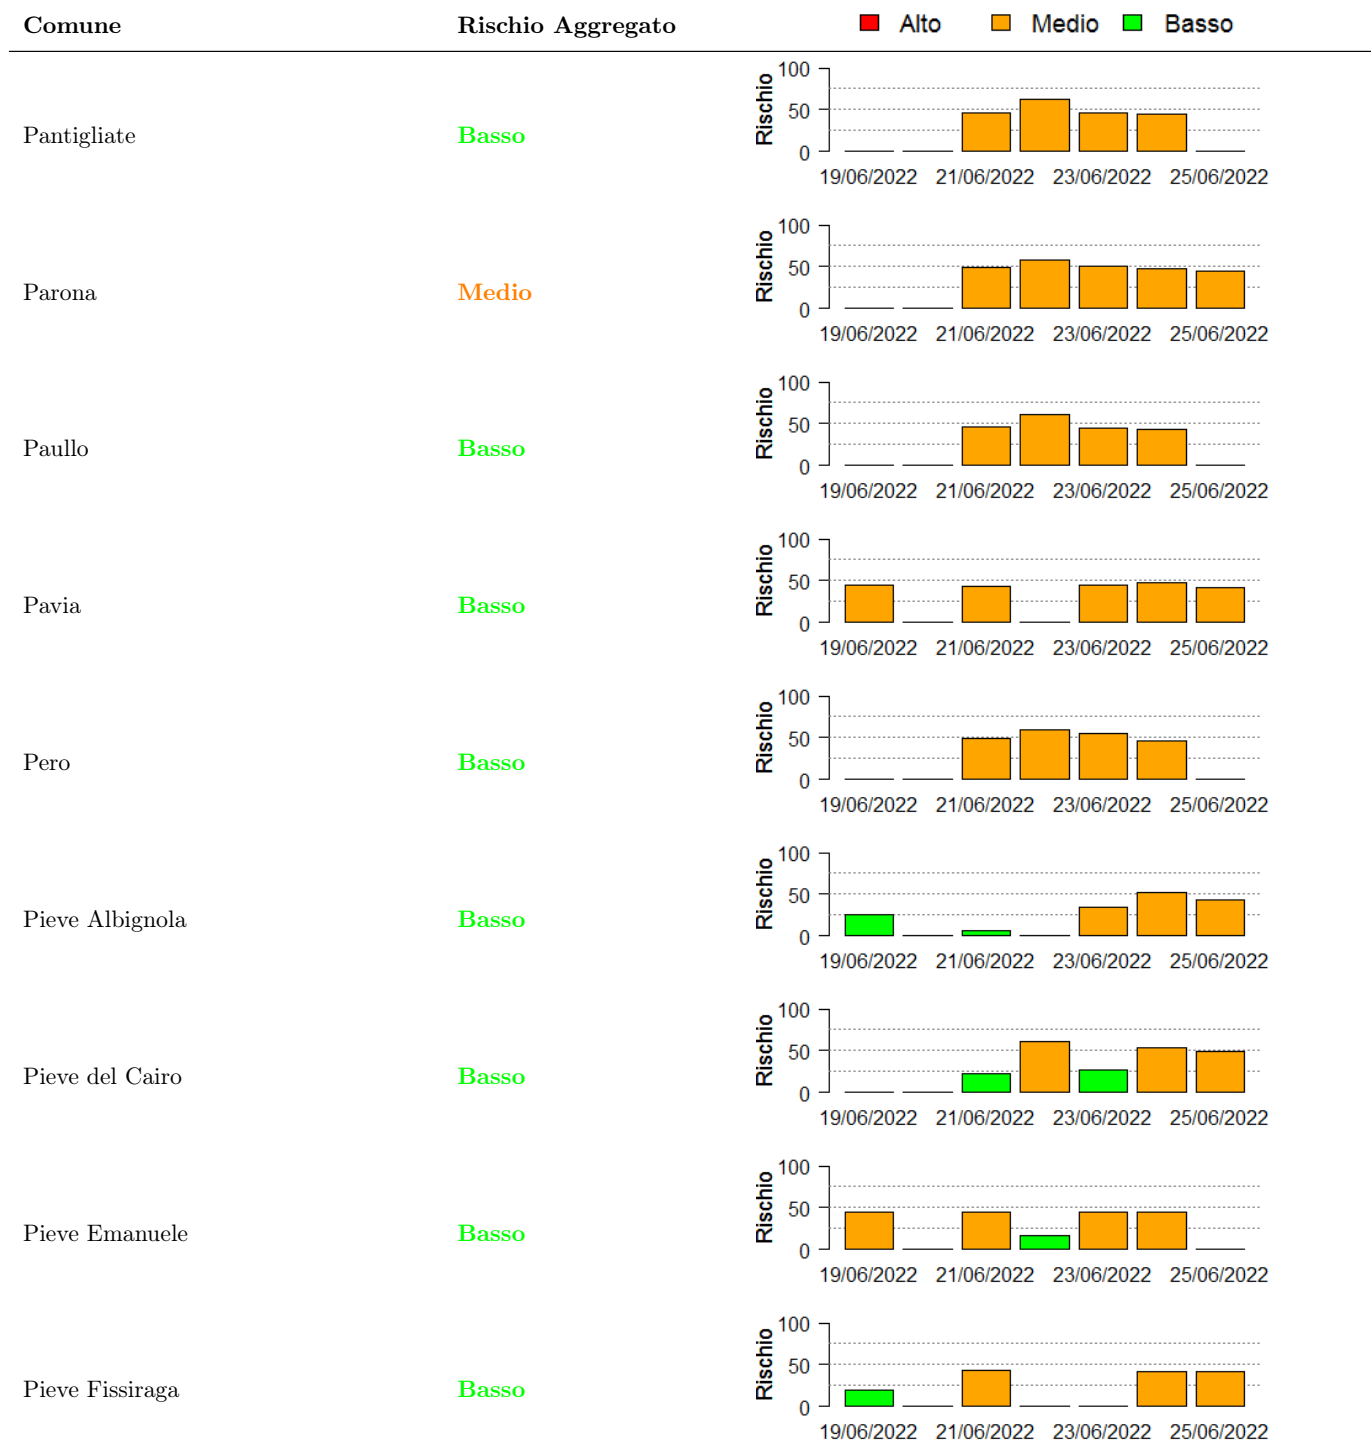 Comune Rischio Aggregato Alto Medio Basso
Pantigliate Basso
Rischio
100
50
0
19/06/2022 21/06/2022 23/06/2022 25/06/2022
Parona Medio
Rischio
100
50
0
19/06/2022 21/06/2022 23/06/2022 25/06/2022
Paullo Basso
Rischio
100
50
0
19/06/2022 21/06/2022 23/06/2022 25/06/2022
Pavia Basso
Rischio
100
50
0
19/06/2022 21/06/2022 23/06/2022 25/06/2022
Pero Basso
Rischio
100
50
0
19/06/2022 21/06/2022 23/06/2022 25/06/2022
Pieve Albignola Basso
Rischio
100
50
0
19/06/2022 21/06/2022 23/06/2022 25/06/2022
Pieve del Cairo Basso
Rischio
100
50
0
19/06/2022 21/06/2022 23/06/2022 25/06/2022
Pieve Emanuele Basso
Rischio
100
50
0
19/06/2022 21/06/2022 23/06/2022 25/06/2022
Pieve Fissiraga Basso
Rischio
100
50
0
19/06/2022 21/06/2022 23/06/2022 25/06/2022